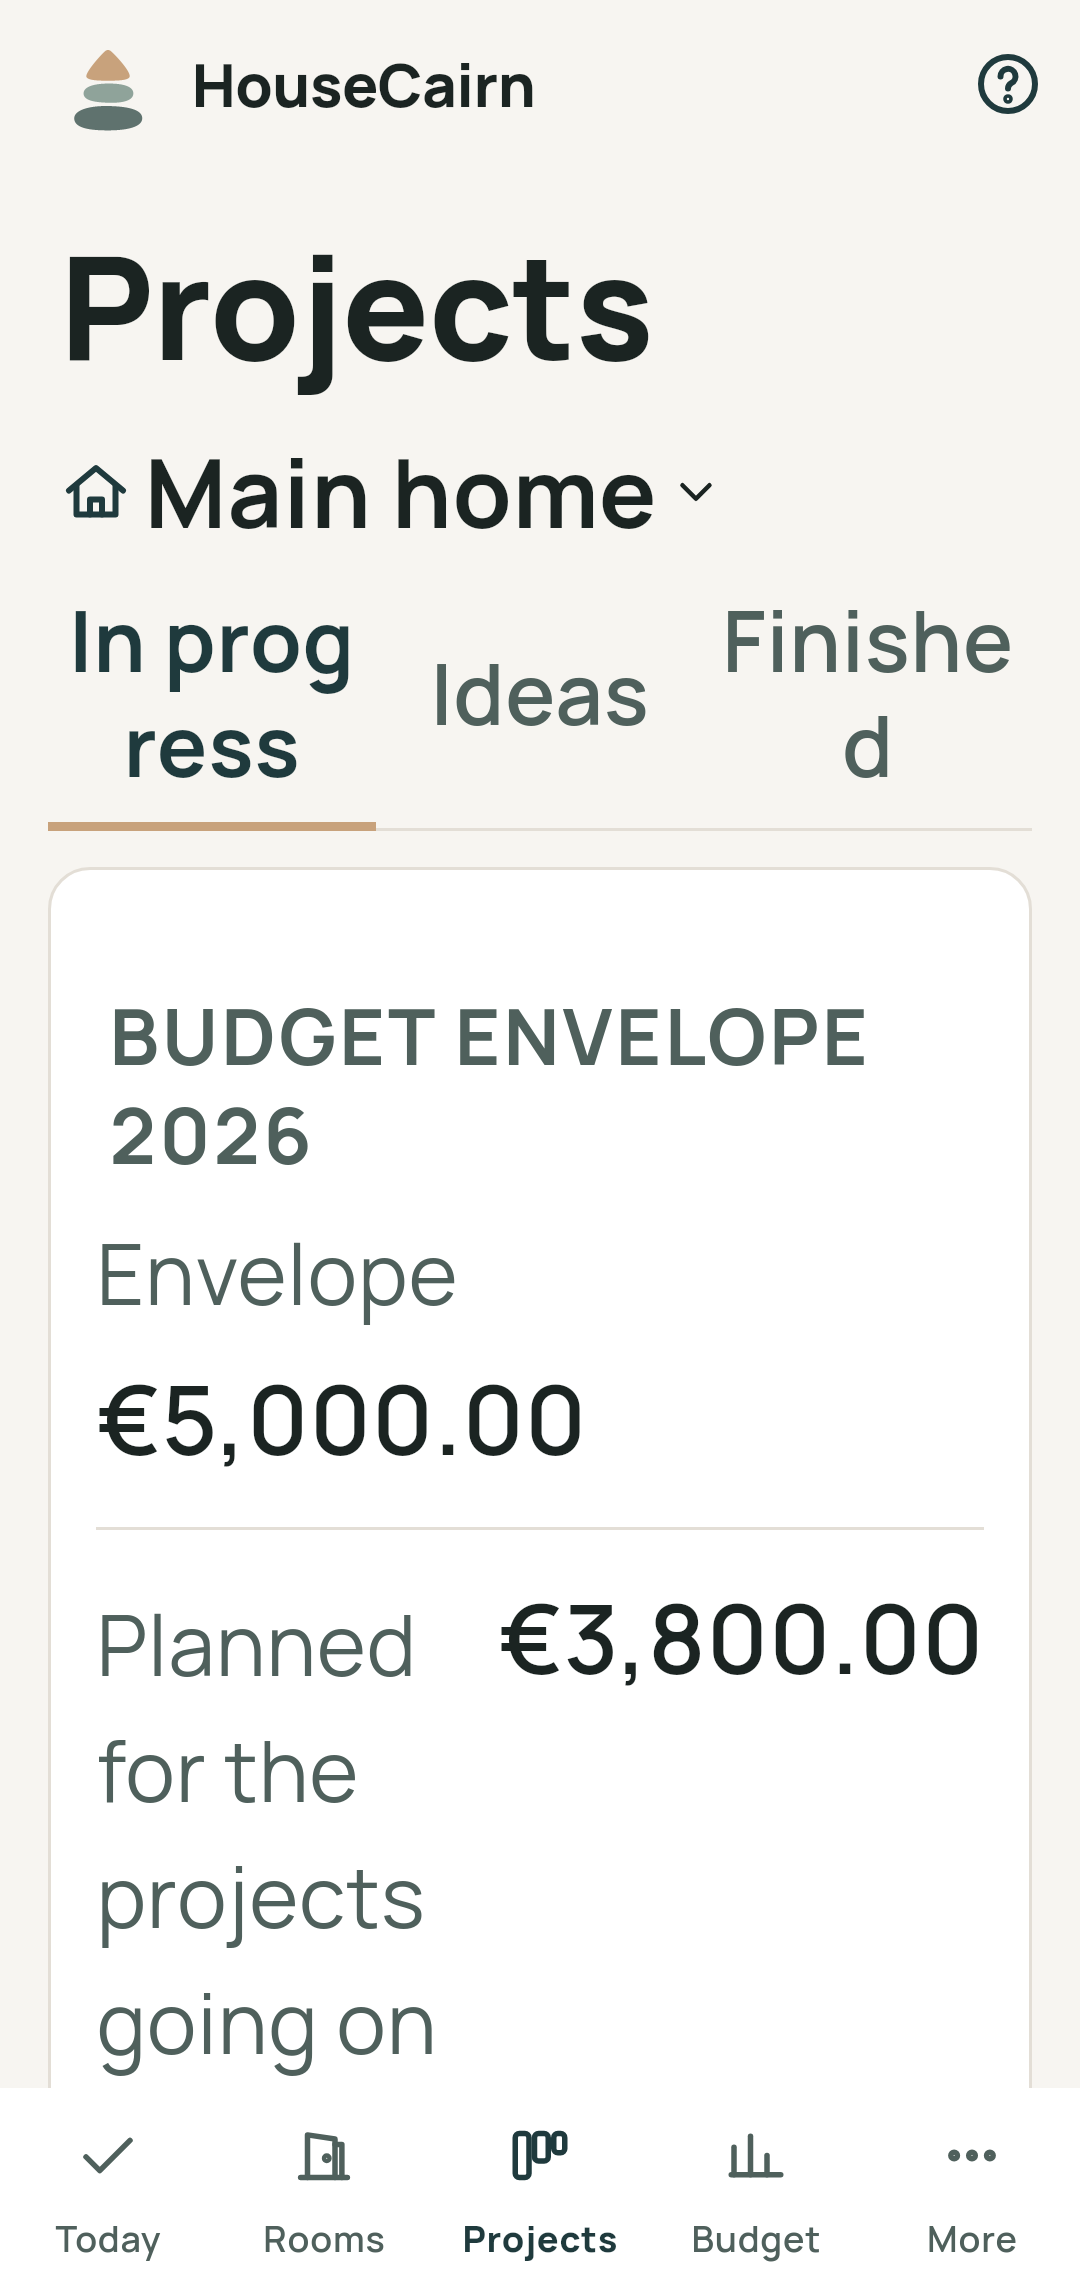 HouseCairn
Projects
Main home
In prog
ress
Ideas
Finishe
d
BUDGET ENVELOPE
2026
Envelope
€5,000.00
Planned €3,800.00
for the
projects
going on
Today Rooms Projects Budget More